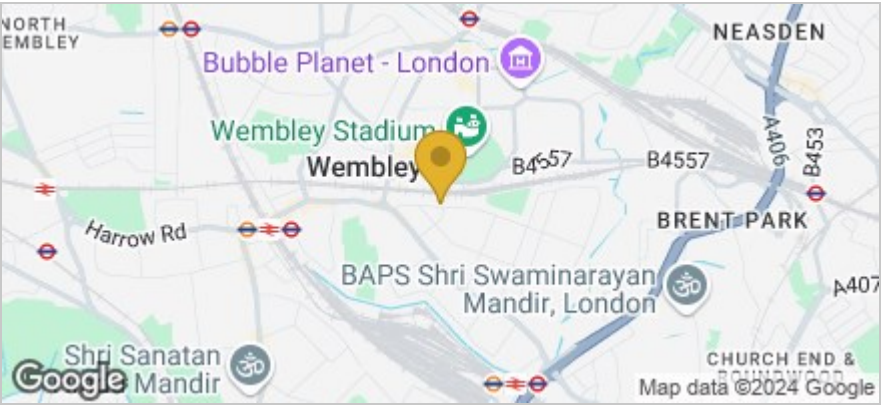 NORTH
EMBLEY
NEASDEN
Bubble Planet - London
Wembley Stadium
Wembley
B4557
B4557
A406
B453
Harrow Rd
BRENT PARK
BAPS Shri Swaminarayan
Mandir, London
A407
Shri Sanatan
Mandir
CHURCH END &
ROUNDWOOD
Google
Map data ©2024 Google